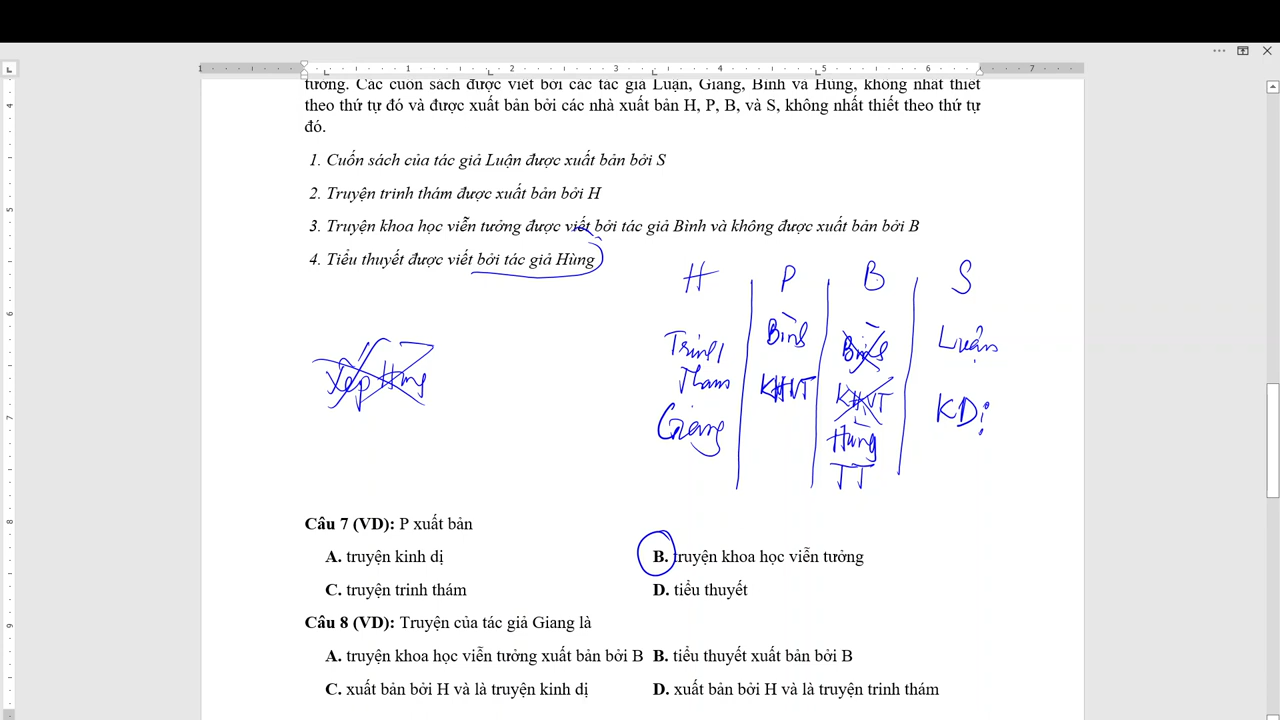 tưởng. Các cuốn sách được viết bởi các tác giả Luận, Giang, Bình và Hùng, không nhất thiết
theo thứ tự đó và được xuất bản bởi các nhà xuất bản H, P, B, và S, không nhất thiết theo thứ tự
đó.
1. Cuốn sách của tác giả Luận được xuất bản bởi S
2. Truyện trinh thám được xuất bản bởi H
3. Truyện khoa học viễn tưởng được viết bởi tác giả Bình và không được xuất bản bởi B
4. Tiểu thuyết được viết bởi tác giả Hùng
H P B S
Trinh Bình Bình Luận
Tham KHVT KHVT KDị
Giang Hùng
TT
Xếp Hùng
Câu 7 (VD): P xuất bản
A. truyện kinh dị B. truyện khoa học viễn tưởng
C. truyện trinh thám D. tiểu thuyết
Câu 8 (VD): Truyện của tác giả Giang là
A. truyện khoa học viễn tưởng xuất bản bởi B B. tiểu thuyết xuất bản bởi B
C. xuất bản bởi H và là truyện kinh dị D. xuất bản bởi H và là truyện trinh thám